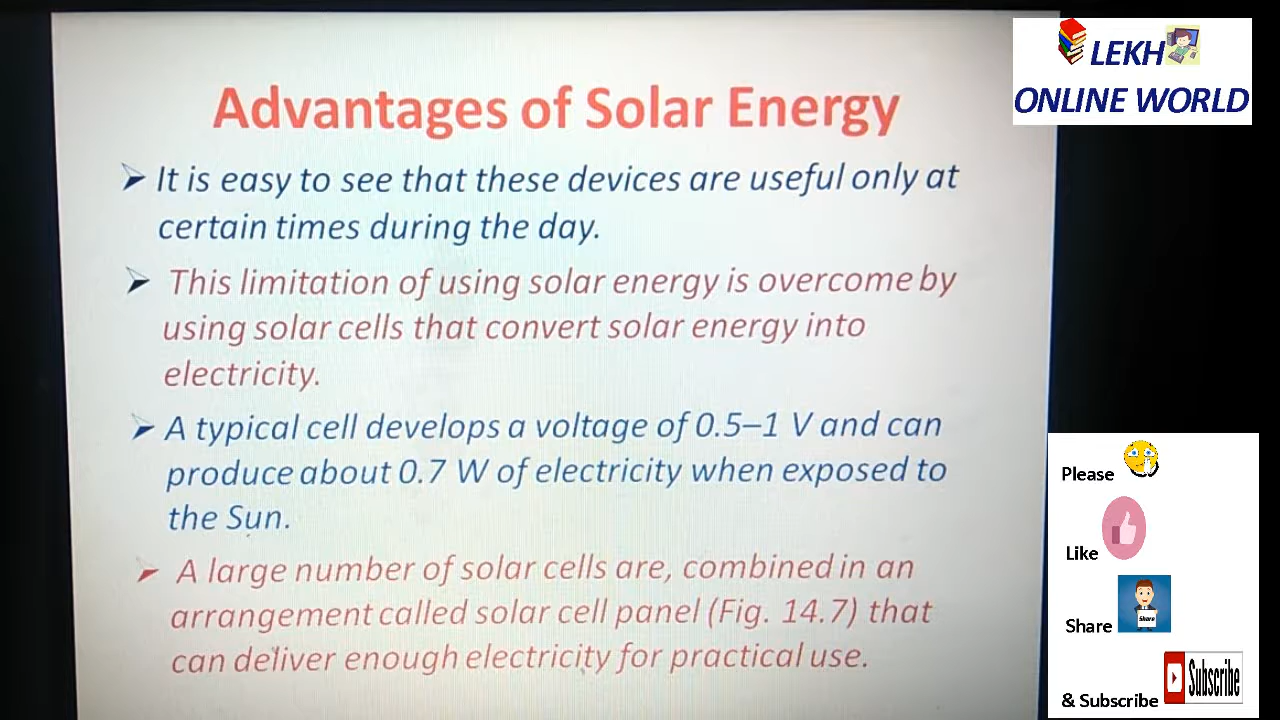 Advantages of Solar Energy
It is easy to see that these devices are useful only at
certain times during the day.
This limitation of using solar energy is overcome by
using solar cells that convert solar energy into
electricity.
A typical cell develops a voltage of 0.5–1 V and can
produce about 0.7 W of electricity when exposed to
the Sun.
A large number of solar cells are, combined in an
arrangement called solar cell panel (Fig. 14.7) that
can deliver enough electricity for practical use.
LEKH
ONLINE WORLD
Please
Like
Share
Share
& Subscribe
Subscribe